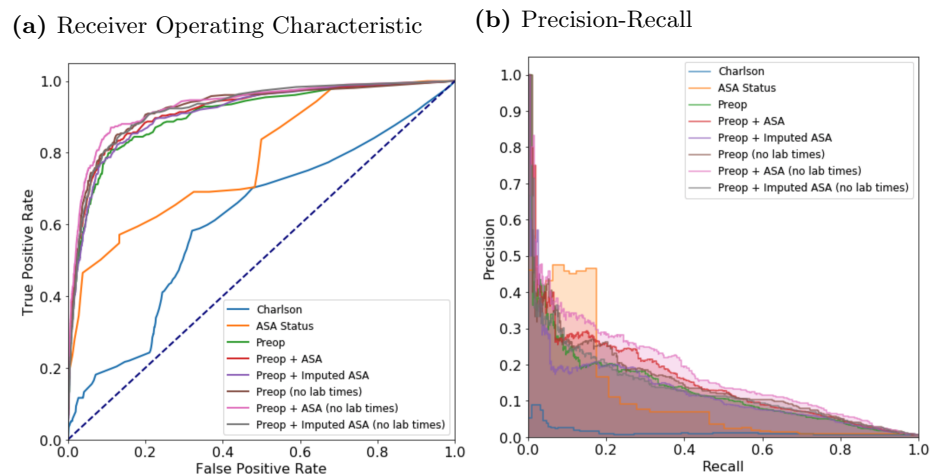 (a) Receiver Operating Characteristic
1.0
0.8
0.6
0.4
0.2
0.0
True Positive Rate
Charlson
ASA Status
Preop
Preop + ASA
Preop + Imputed ASA
Preop (no lab times)
Preop + ASA (no lab times)
Preop + Imputed ASA (no lab times)
0.0 0.2 0.4 0.6 0.8 1.0
False Positive Rate
(b) Precision-Recall
1.0
0.9
0.8
0.7
0.6
0.5
0.4
0.3
0.2
0.1
0.0
Precision
Charlson
ASA Status
Preop
Preop + ASA
Preop + Imputed ASA
Preop (no lab times)
Preop + ASA (no lab times)
Preop + Imputed ASA (no lab times)
0.0 0.2 0.4 0.6 0.8 1.0
Recall